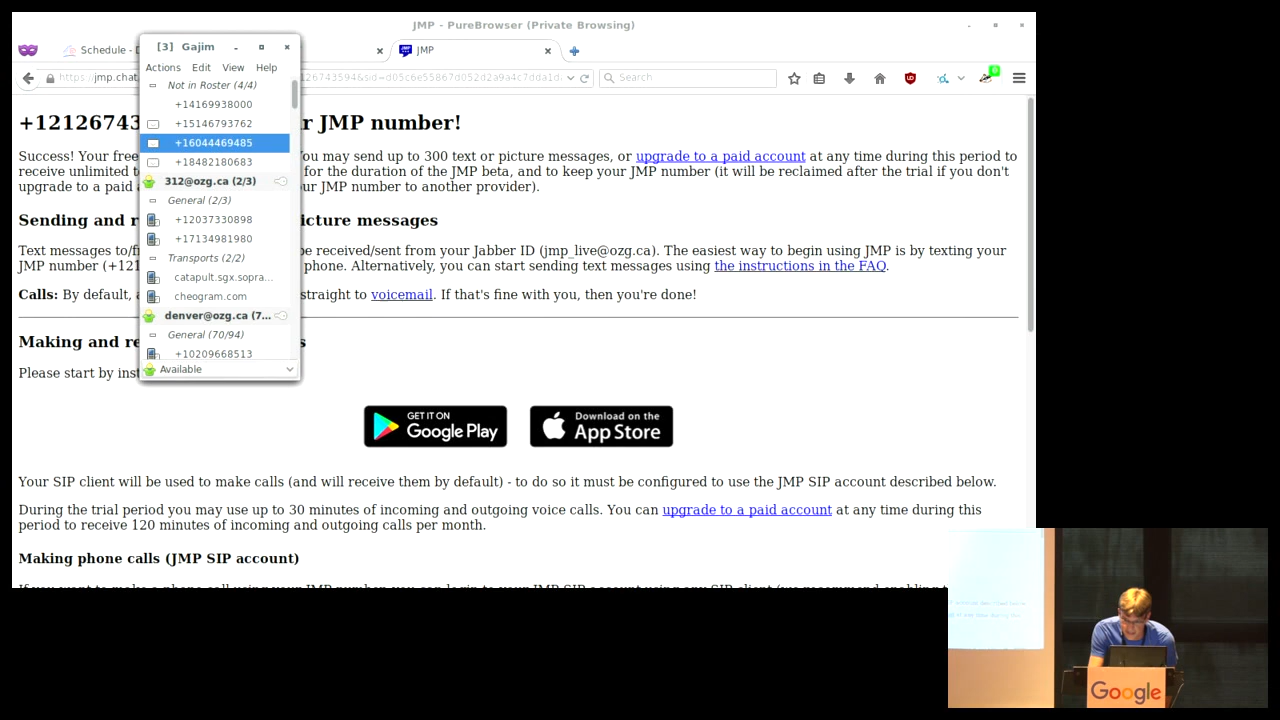 JMP - PureBrowser (Private Browsing)
Schedule - D
JMP
https://jmp.chat
126743594&sid=d05c6e55867d052d2a9a4c7dda1d
Search
[3] Gajim
Actions Edit View Help
Not in Roster (4/4)
+14169938000
+15146793762
+16044469485
+18482180683
312@ozg.ca (2/3)
General (2/3)
+12037330898
+17134981980
Transports (2/2)
catapult.sgx.sopra...
cheogram.com
denver@ozg.ca (7...
General (70/94)
+10209668513
Available
+12126743 r JMP number!
Success! Your free You may send up to 300 text or picture messages, or upgrade to a paid account at any time during this period to
receive unlimited t for the duration of the JMP beta, and to keep your JMP number (it will be reclaimed after the trial if you don't
upgrade to a paid a ur JMP number to another provider).
Sending and r icture messages
Text messages to/fr be received/sent from your Jabber ID (jmp_live@ozg.ca). The easiest way to begin using JMP is by texting your
JMP number (+121 phone. Alternatively, you can start sending text messages using the instructions in the FAQ.
Calls: By default, a straight to voicemail. If that's fine with you, then you're done!
Making and re s
Please start by inst
GET IT ON
Google Play
Download on the
App Store
Your SIP client will be used to make calls (and will receive them by default) - to do so it must be configured to use the JMP SIP account described below.
During the trial period you may use up to 30 minutes of incoming and outgoing voice calls. You can upgrade to a paid account at any time during this
period to receive 120 minutes of incoming and outgoing calls per month.
Making phone calls (JMP SIP account)
Google